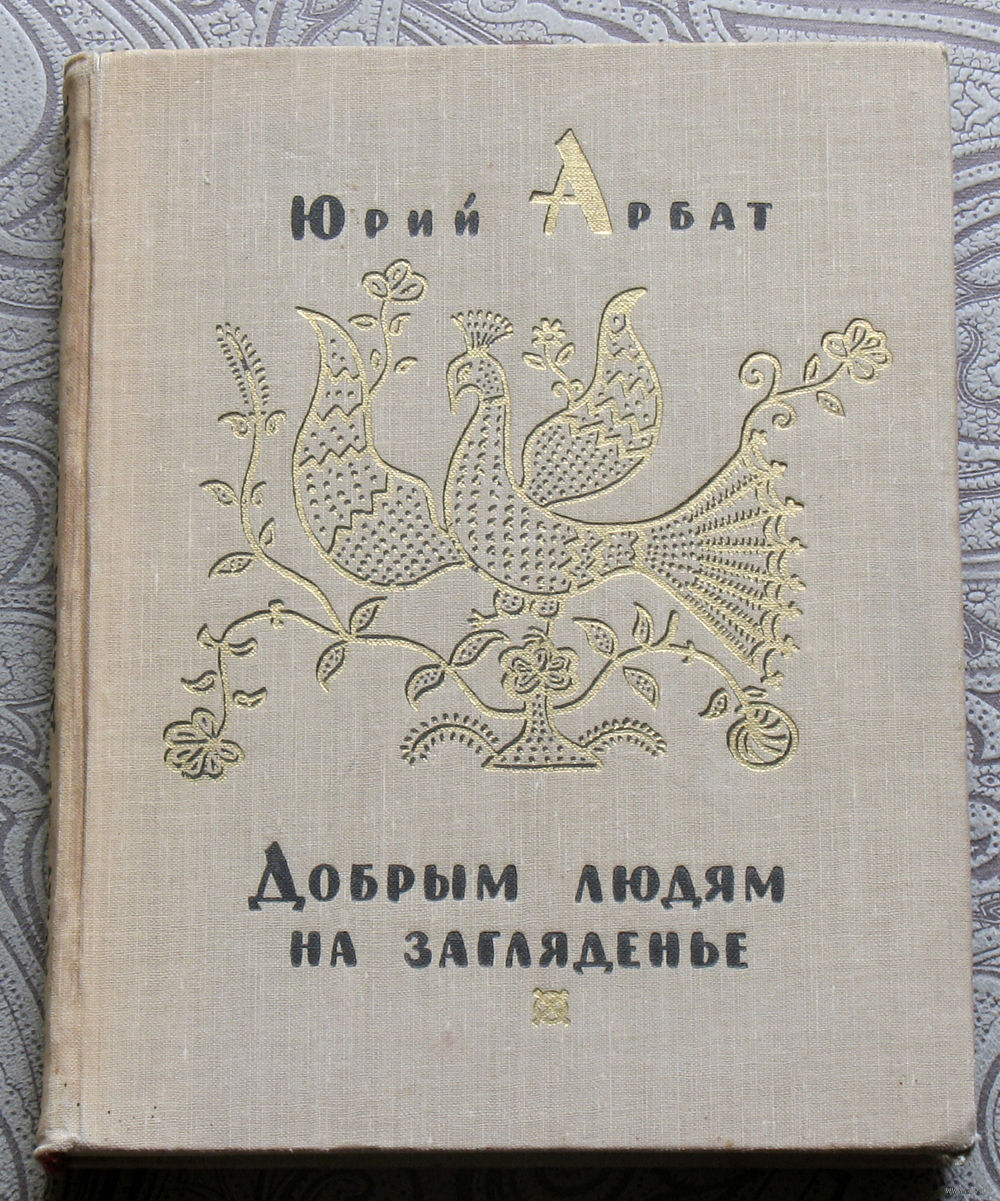 Юрий Арбат
Добрым людям
на загляденье